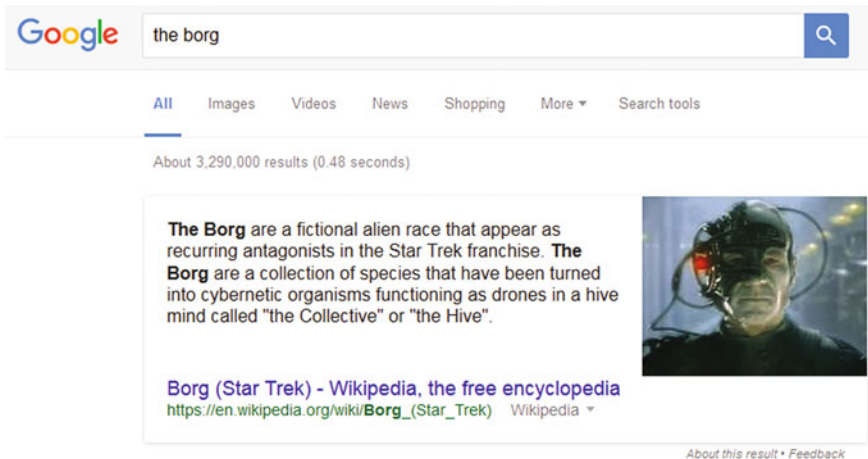 Google the borg
All Images Videos News Shopping More Search tools
About 3,290,000 results (0.48 seconds)
The Borg are a fictional alien race that appear as
recurring antagonists in the Star Trek franchise. The
Borg are a collection of species that have been turned
into cybernetic organisms functioning as drones in a hive
mind called "the Collective" or "the Hive".
Borg (Star Trek) - Wikipedia, the free encyclopedia
https://en.wikipedia.org/wiki/Borg_(Star_Trek) Wikipedia
About this result • Feedback